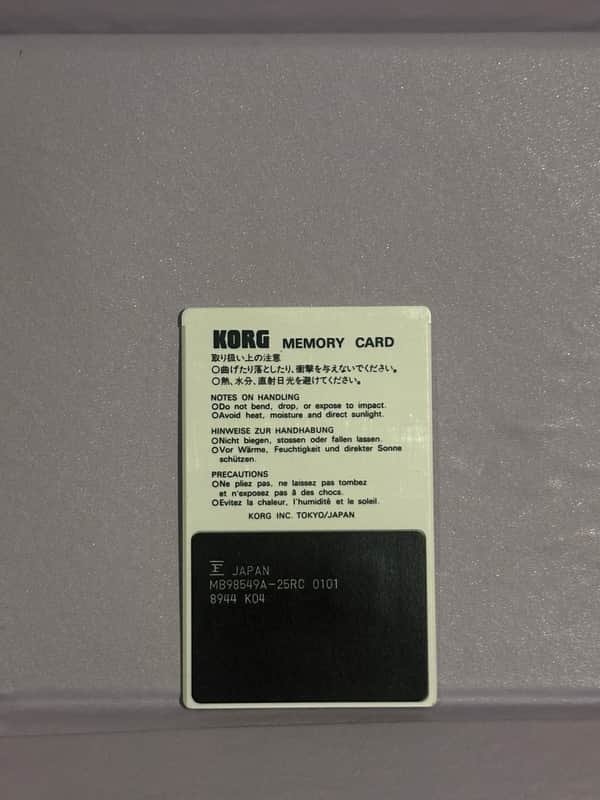 KORG MEMORY CARD
取り扱い上の注意
○曲げたり落としたり、衝撃を与えないでください。
○熱、水分、直射日光を避けてください。
NOTES ON HANDLING
○Do not bend, drop, or expose to impact.
○Avoid heat, moisture and direct sunlight.
HINWEISE ZUR HANDHABUNG
○Nicht biegen, stossen oder fallen lassen.
○Vor Wärme, Feuchtigkeit und direkter Sonne
schützen.
PRECAUTIONS
○Ne pliez pas, ne laissez pas tombez
et n'exposez pas à des chocs.
○Evitez la chaleur, l'humidité et le soleil.
KORG INC. TOKYO/JAPAN
F JAPAN
MB98549A-25RC 0101
8944 K04